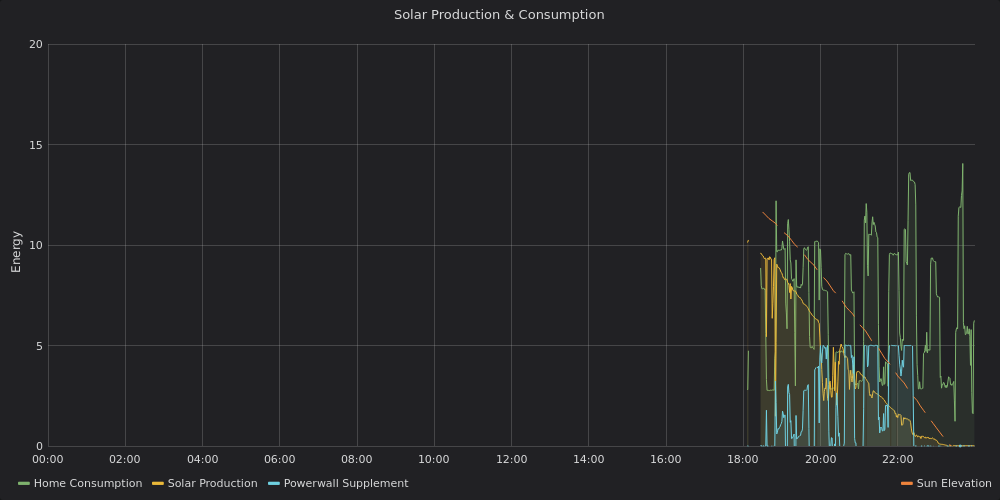 Solar Production & Consumption
20
15
10
5
0
Energy
00:00 02:00 04:00 06:00 08:00 10:00 12:00 14:00 16:00 18:00 20:00 22:00
Home Consumption Solar Production Powerwall Supplement Sun Elevation